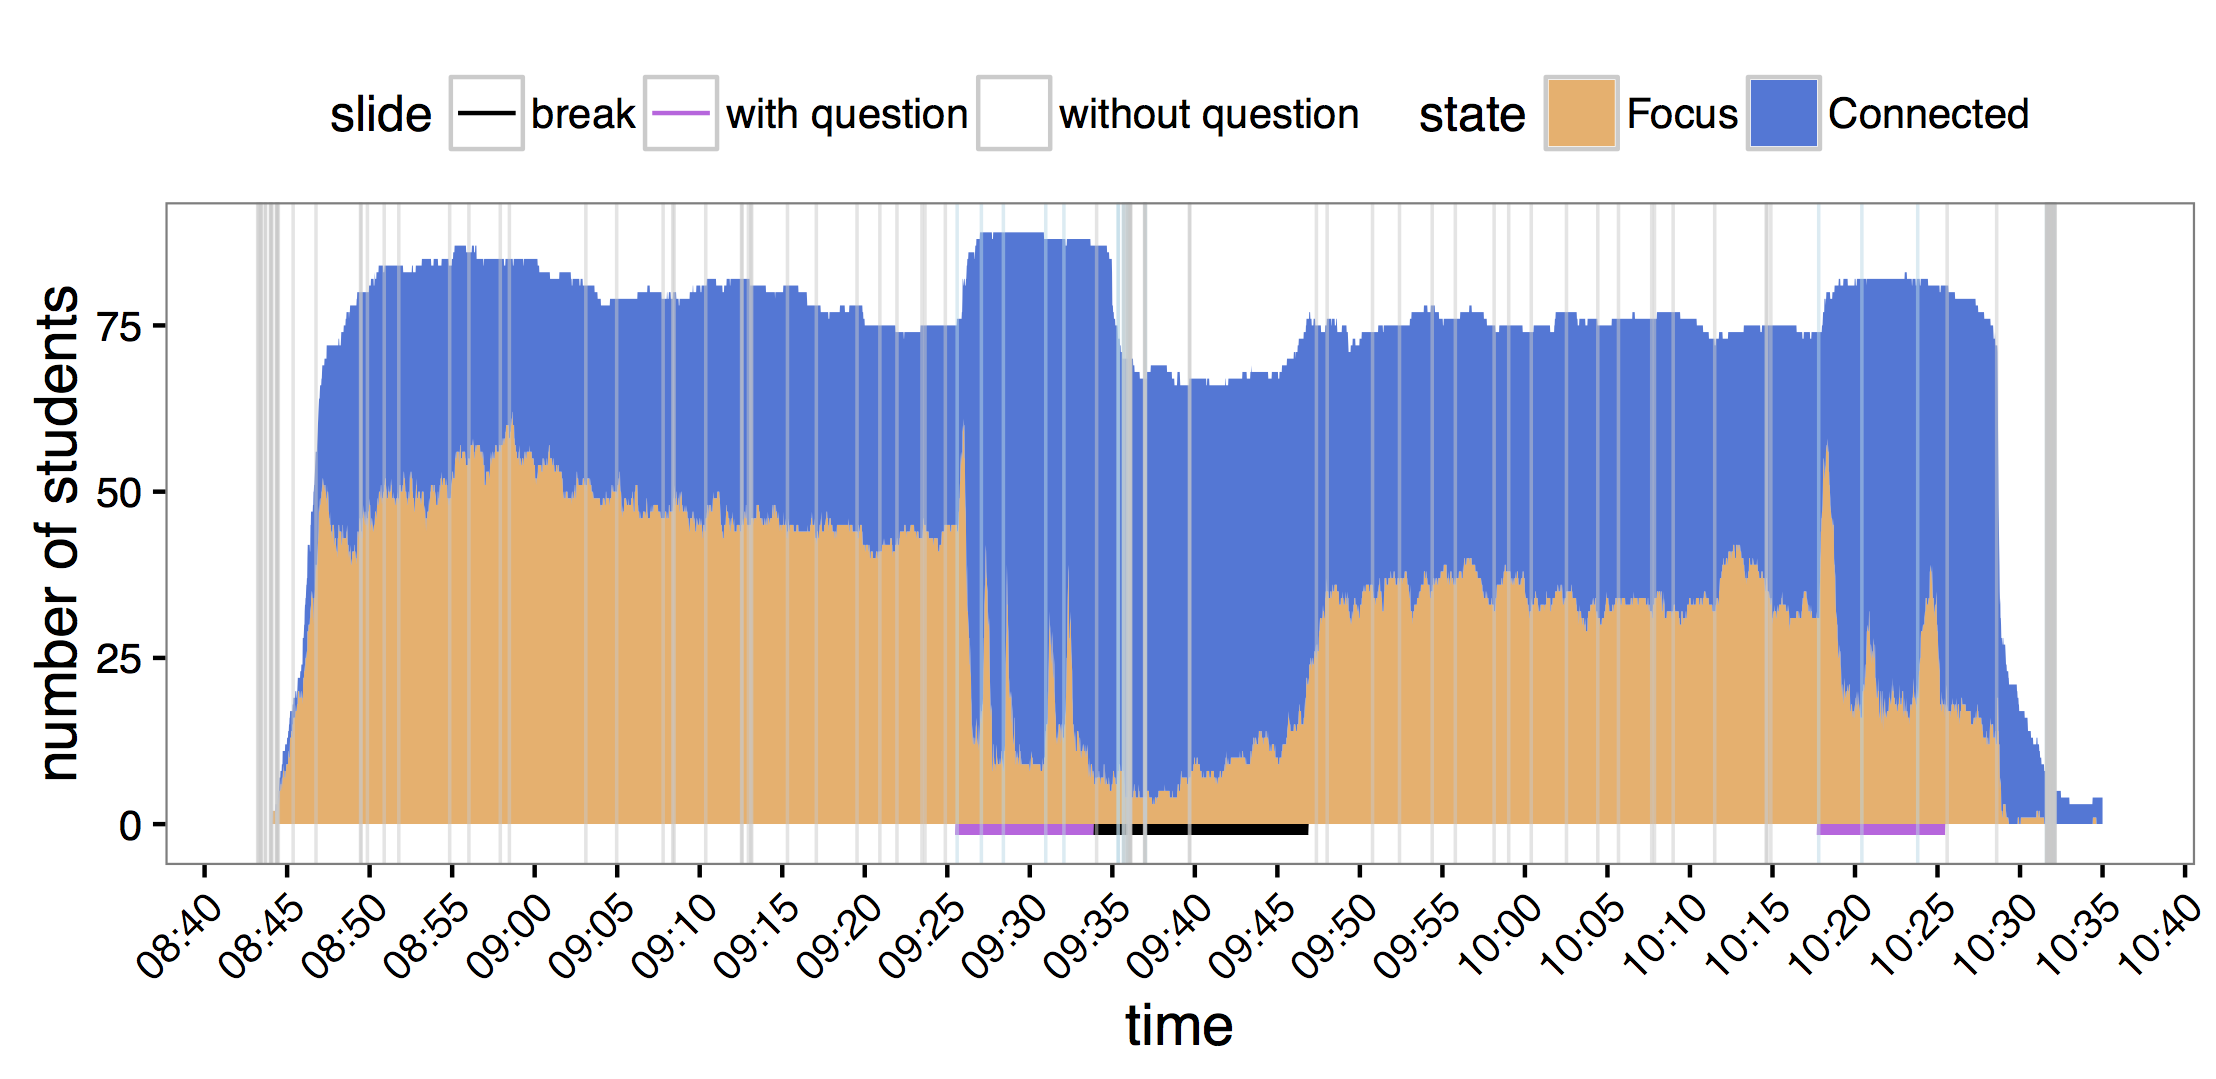 slide break with question without question state Focus Connected
number of students
75
50
25
0
08:40 08:45 08:50 08:55 09:00 09:05 09:10 09:15 09:20 09:25 09:30 09:35 09:40 09:45 09:50 09:55 10:00 10:05 10:10 10:15 10:20 10:25 10:30 10:35 10:40
time